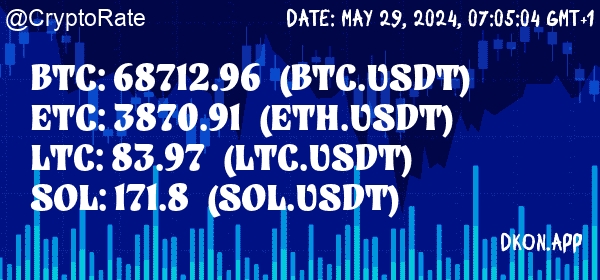 @CryptoRate
DATE: MAY 29, 2024, 07:05:04 GMT+1
BTC: 68712.96 (BTC.USDT)
ETC: 3870.91 (ETH.USDT)
LTC: 83.97 (LTC.USDT)
SOL: 171.8 (SOL.USDT)
DKON.APP